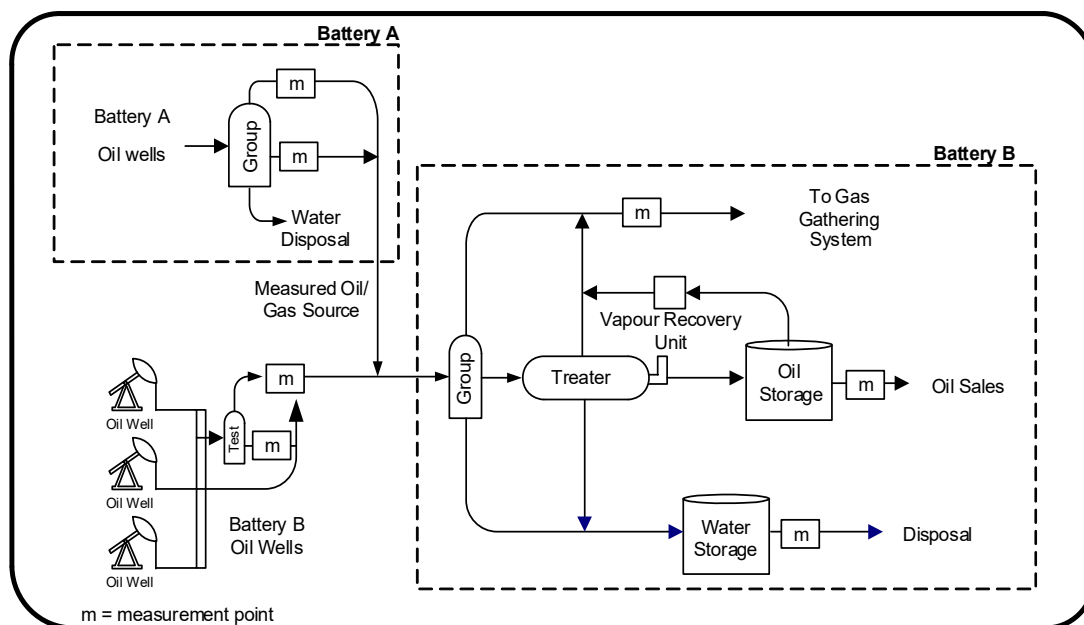 Battery A
m
Battery A
Oil wells
Group
m
Water
Disposal
Measured Oil/
Gas Source
Battery B
m
To Gas
Gathering
System
Vapour Recovery
Unit
Group
Treater
Oil
Storage
m
Oil Sales
m
Oil Well
Test
m
Oil Well
Battery B
Oil Wells
Oil Well
Water
Storage
m
Disposal
m = measurement point